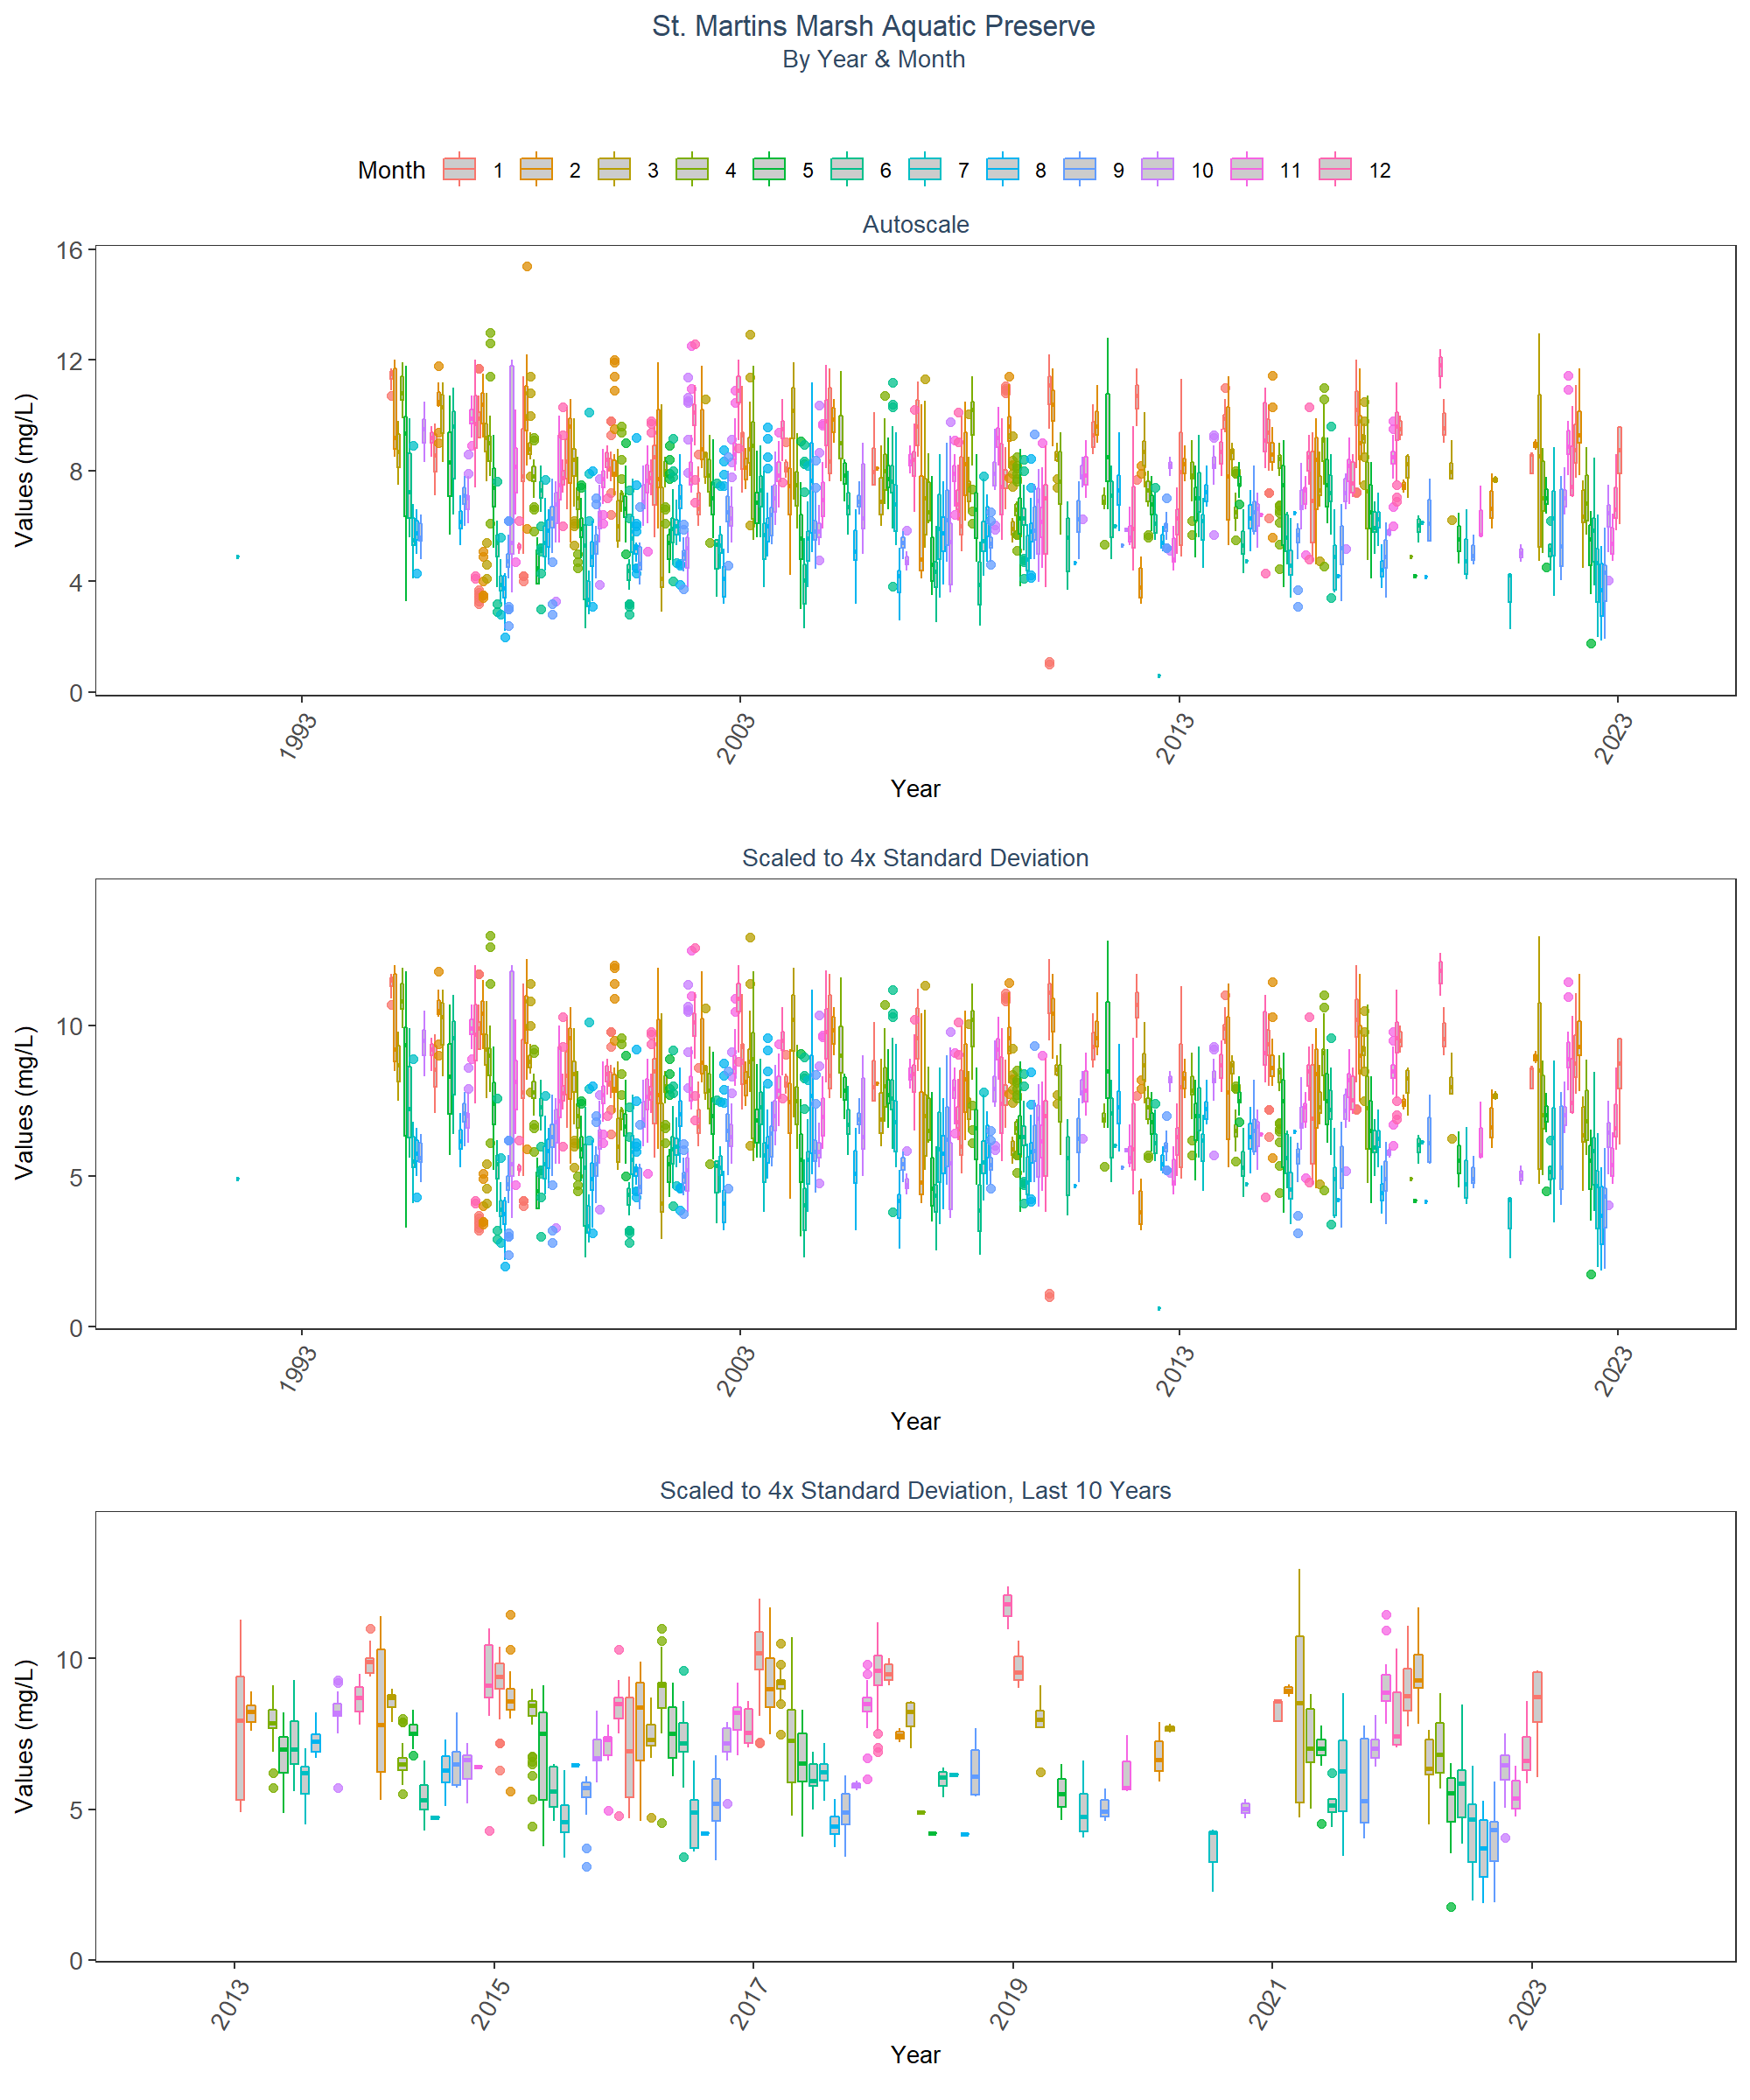 St. Martins Marsh Aquatic Preserve
By Year & Month
Month 1 2 3 4 5 6 7 8 9 10 11 12
Autoscale
16
12
8
4
0
Values (mg/L)
1993 2003 2013 2023
Year
Scaled to 4x Standard Deviation
10
5
0
Values (mg/L)
1993 2003 2013 2023
Year
Scaled to 4x Standard Deviation, Last 10 Years
10
5
0
Values (mg/L)
2013 2015 2017 2019 2021 2023
Year